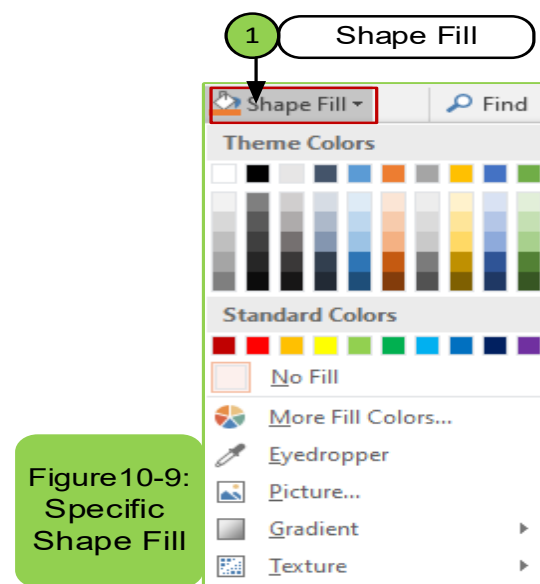 1 Shape Fill
Shape Fill Find
Theme Colors
Standard Colors
No Fill
More Fill Colors...
Eyedropper
Picture...
Gradient
Texture
Figure10-9:
Specific
Shape Fill